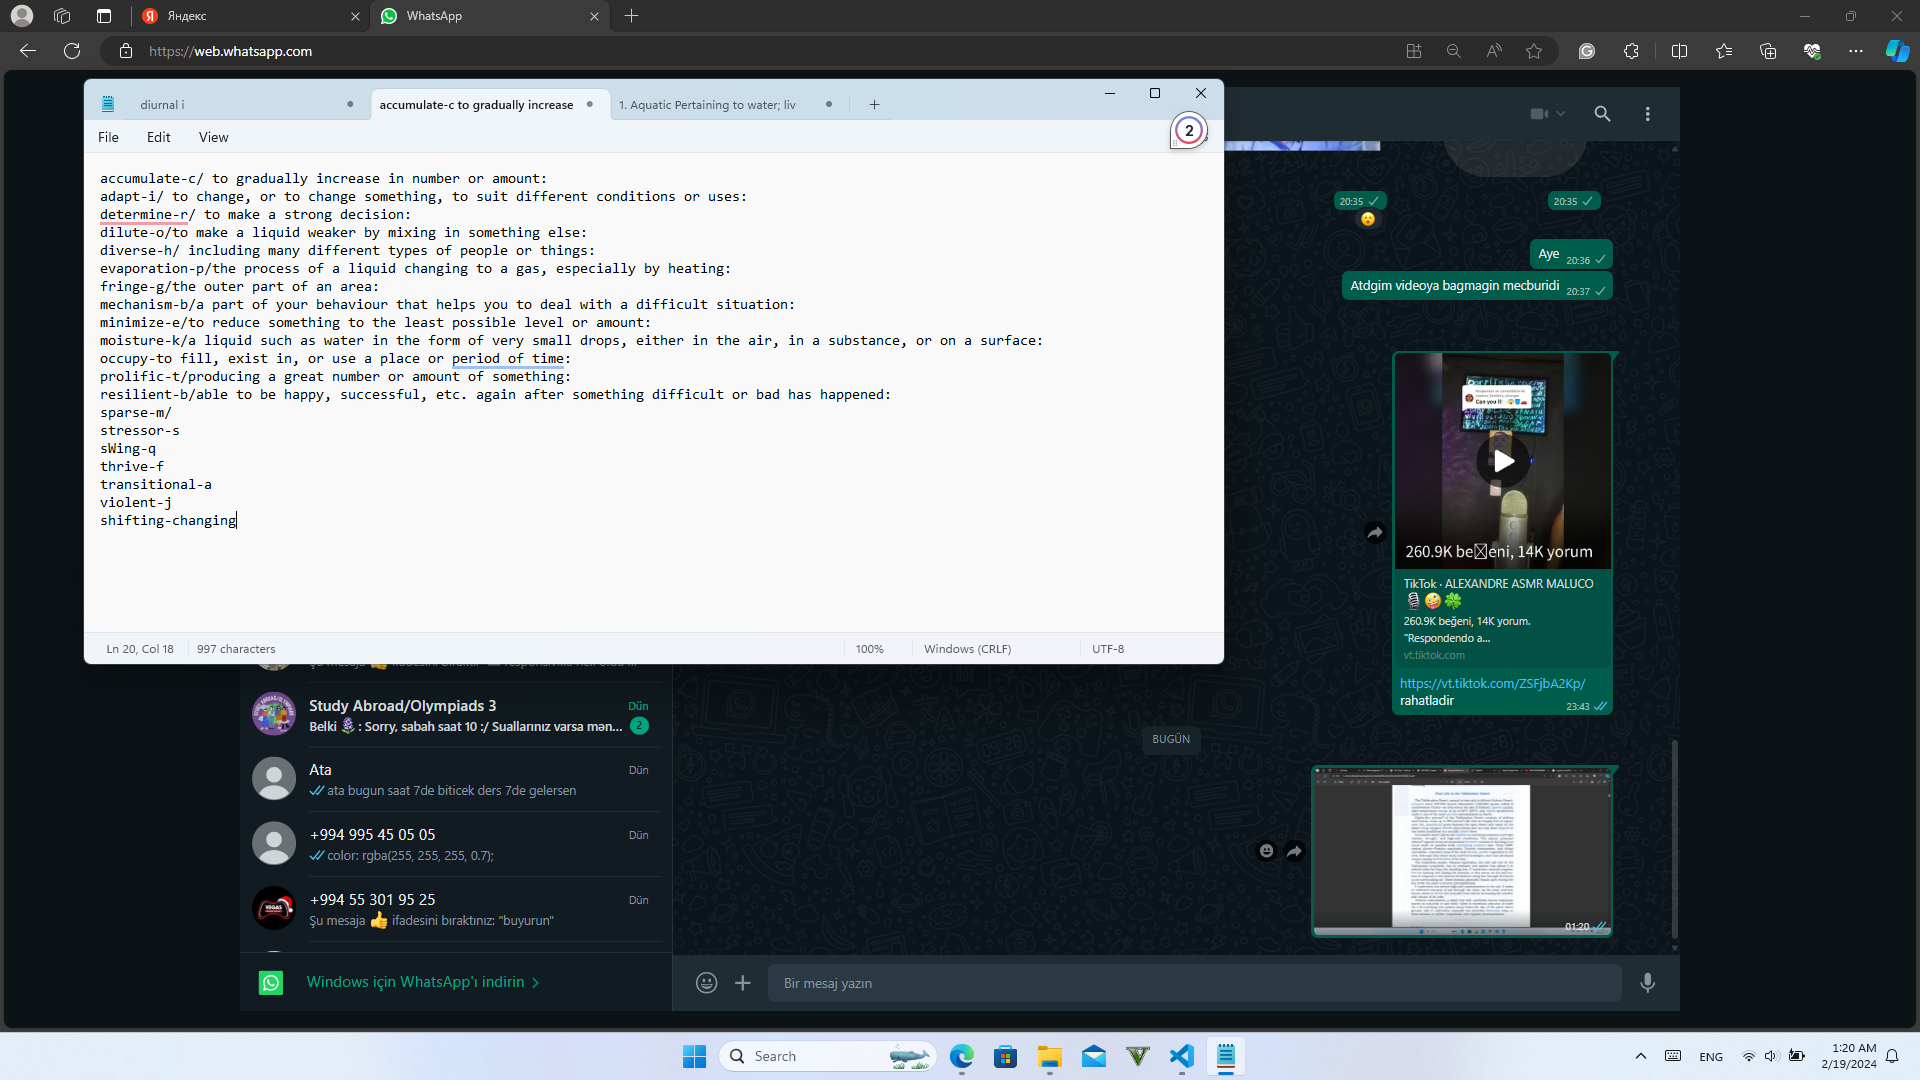 Яндекс
WhatsApp
https://web.whatsapp.com
diurnal i
accumulate-c to gradually increase
1. Aquatic Pertaining to water; liv
File
Edit
View
2
accumulate-c/ to gradually increase in number or amount:
adapt-i/ to change, or to change something, to suit different conditions or uses:
determine-r/ to make a strong decision:
dilute-o/to make a liquid weaker by mixing in something else:
diverse-h/ including many different types of people or things:
evaporation-p/the process of a liquid changing to a gas, especially by heating:
fringe-g/the outer part of an area:
mechanism-b/a part of your behaviour that helps you to deal with a difficult situation:
minimize-e/to reduce something to the least possible level or amount:
moisture-k/a liquid such as water in the form of very small drops, either in the air, in a substance, or on a surface:
occupy-to fill, exist in, or use a place or period of time:
prolific-t/producing a great number or amount of something:
resilient-b/able to be happy, successful, etc. again after something difficult or bad has happened:
sparse-m/
stressor-s
sWing-q
thrive-f
transitional-a
violent-j
shifting-changing
Ln 20, Col 18
997 characters
100%
Windows (CRLF)
UTF-8
20:35
20:35
Aye 20:36
Atdgim videoya bagmagin mecburidi 20:37
Can you
260.9K be eni, 14K yorum
TikTok · ALEXANDRE ASMR MALUCO
🎙️🤪🍀
260.9K beğeni, 14K yorum.
"Respondendo a...
vt.tiktok.com
https://vt.tiktok.com/ZSFjbA2Kp/
rahatladir
23:43
BUGÜN
01:20
Study Abroad/Olympiads 3
Dün
Belki 🪻 : Sorry, sabah saat 10 :/ Suallarınız varsa mən...
2
Ata
Dün
ata bugun saat 7de biticek ders 7de gelersen
+994 995 45 05 05
Dün
color: rgba(255, 255, 255, 0.7);
VEGAS
+994 55 301 95 25
Dün
Şu mesaja 👍 ifadesini bıraktınız: "buyurun"
Windows için WhatsApp'ı indirin
Bir mesaj yazın
Search
ENG
1:20 AM
2/19/2024